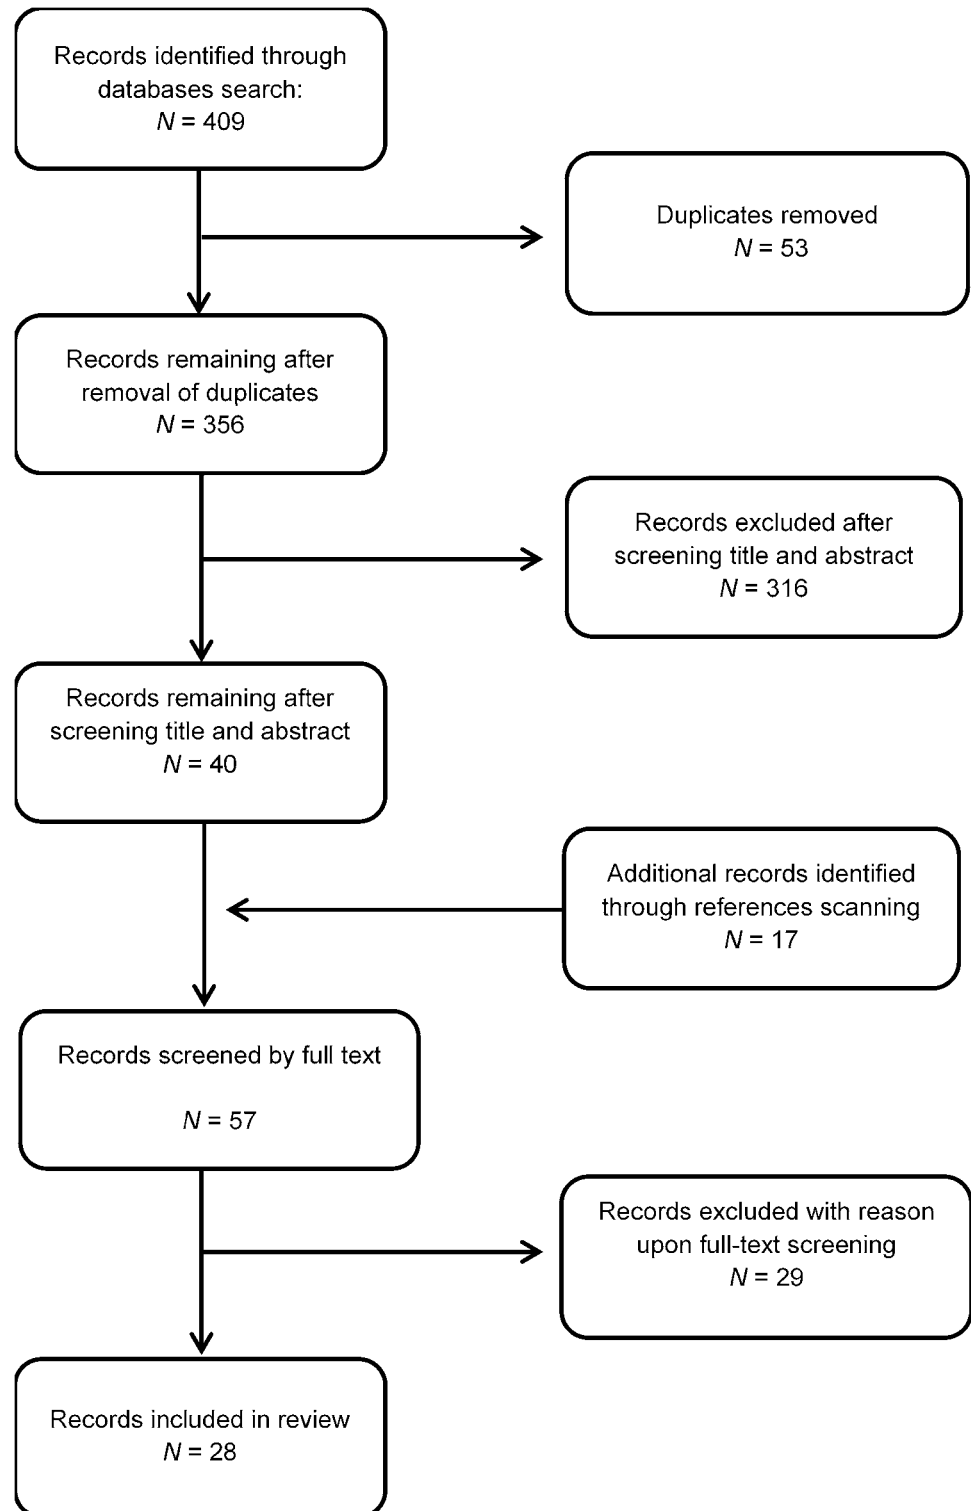 Records identified through
databases search:
N = 409
Duplicates removed
N = 53
Records remaining after
removal of duplicates
N = 356
Records excluded after
screening title and abstract
N = 316
Records remaining after
screening title and abstract
N = 40
Additional records identified
through references scanning
N = 17
Records screened by full text
N = 57
Records excluded with reason
upon full-text screening
N = 29
Records included in review
N = 28